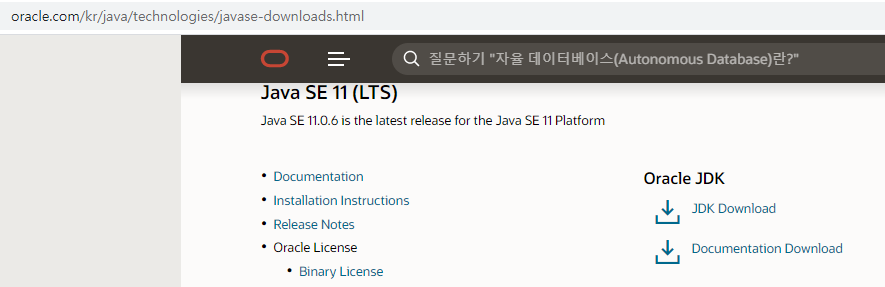 oracle.com/kr/java/technologies/javase-downloads.html
질문하기 "자율 데이터베이스(Autonomous Database)란?"
Java SE 11 (LTS)
Java SE 11.0.6 is the latest release for the Java SE 11 Platform
Documentation
Installation Instructions
Release Notes
Oracle License
Binary License
Oracle JDK
JDK Download
Documentation Download